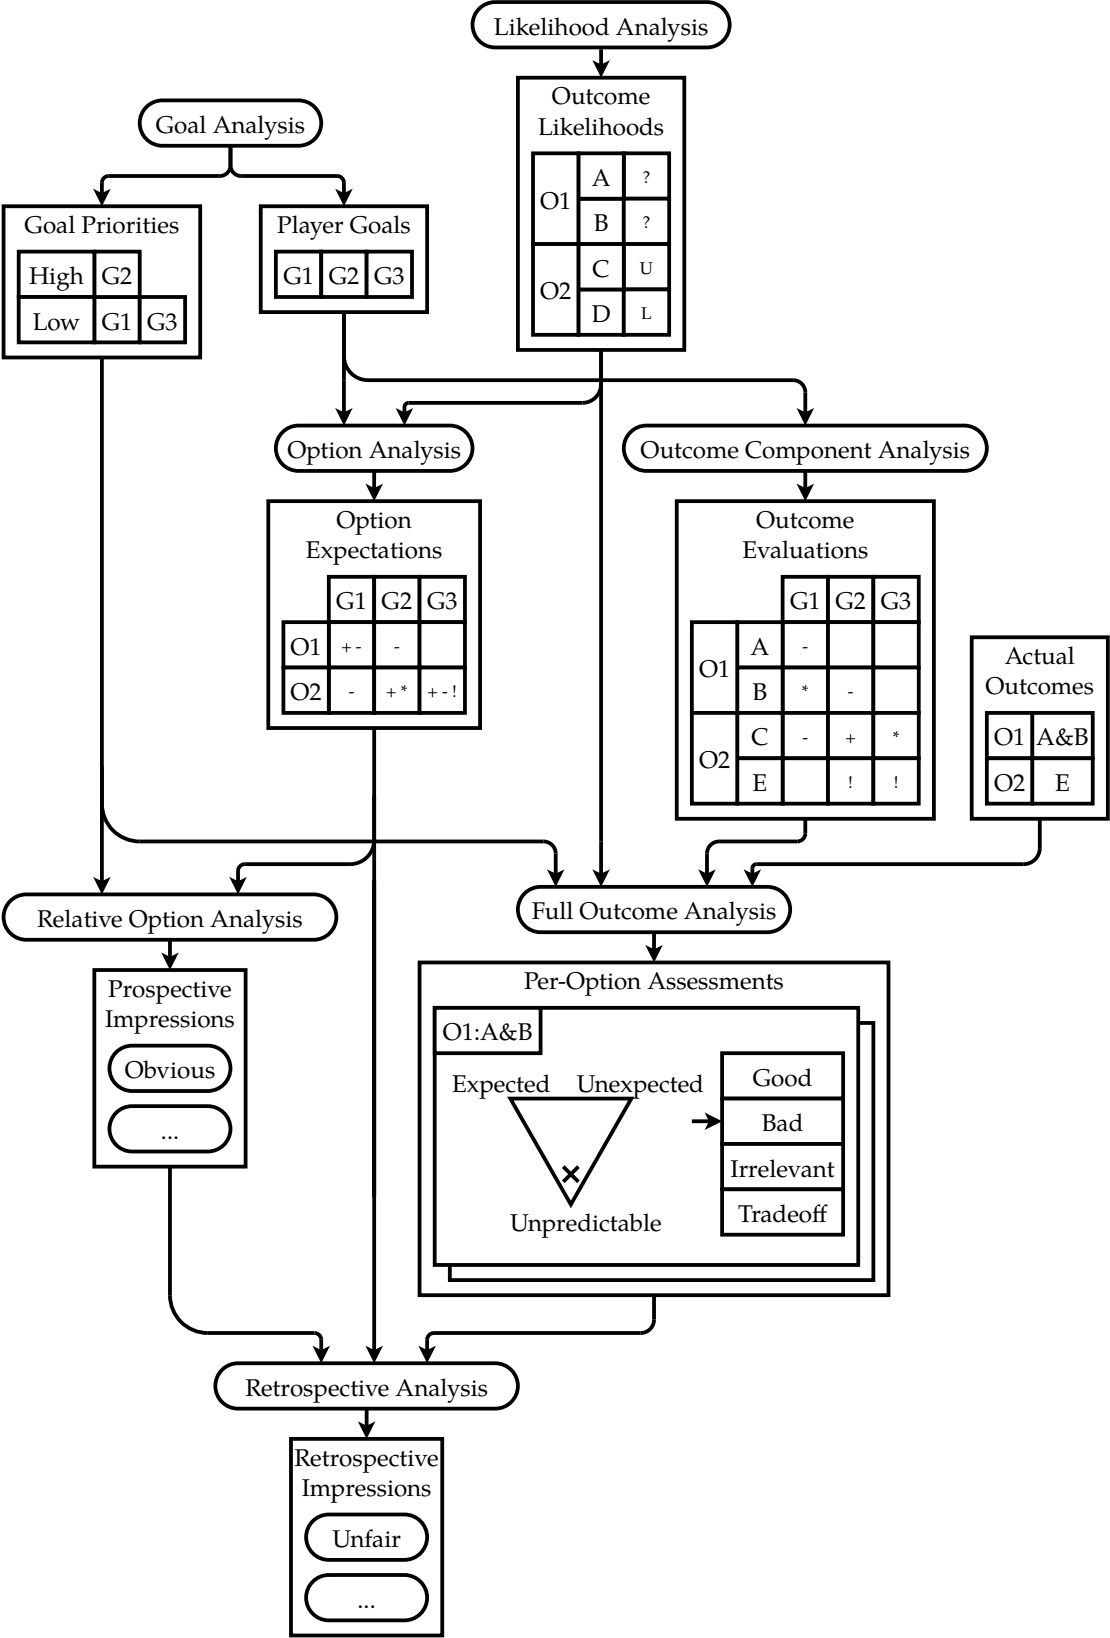 Likelihood Analysis
Outcome
Likelihoods
O1
A ?
B ?
O2
C U
D L
Goal Analysis
Goal Priorities
High G2
Low G1 G3
Player Goals
G1 G2 G3
Option Analysis
Outcome Component Analysis
Option
Expectations
G1 G2 G3
O1 + - -
O2 - + * + - !
Outcome
Evaluations
G1 G2 G3
O1
A -
B * -
O2
C - + *
E ! !
Actual
Outcomes
O1 A&B
O2 E
Relative Option Analysis
Full Outcome Analysis
Prospective
Impressions
Obvious
...
Per-Option Assessments
O1:A&B
Expected Unexpected
Unpredictable
Good
Bad
Irrelevant
Tradeoff
Retrospective Analysis
Retrospective
Impressions
Unfair
...